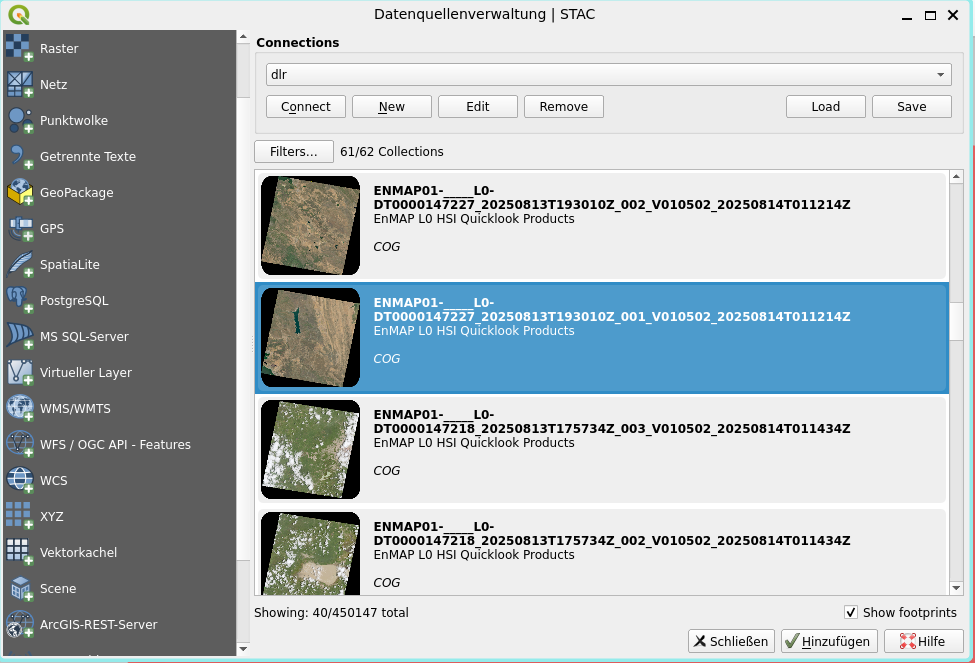 Datenquellenverwaltung | STAC
Raster
Netz
Punktwolke
Getrennte Texte
GeoPackage
GPS
SpatiaLite
PostgreSQL
MS SQL-Server
Virtueller Layer
WMS/WMTS
WFS / OGC API - Features
WCS
XYZ
Vektorkachel
Scene
ArcGIS-REST-Server
Connections
dlr
Connect New Edit Remove Load Save
Filters... 61/62 Collections
ENMAP01-____L0-
DT0000147227_20250813T193010Z_002_V010502_20250814T011214Z
EnMAP L0 HSI Quicklook Products
COG
ENMAP01-____L0-
DT0000147227_20250813T193010Z_001_V010502_20250814T011214Z
EnMAP L0 HSI Quicklook Products
COG
ENMAP01-____L0-
DT0000147218_20250813T175734Z_003_V010502_20250814T011434Z
EnMAP L0 HSI Quicklook Products
COG
ENMAP01-____L0-
DT0000147218_20250813T175734Z_002_V010502_20250814T011434Z
EnMAP L0 HSI Quicklook Products
COG
Showing: 40/450147 total Show footprints
Schließen Hinzufügen Hilfe